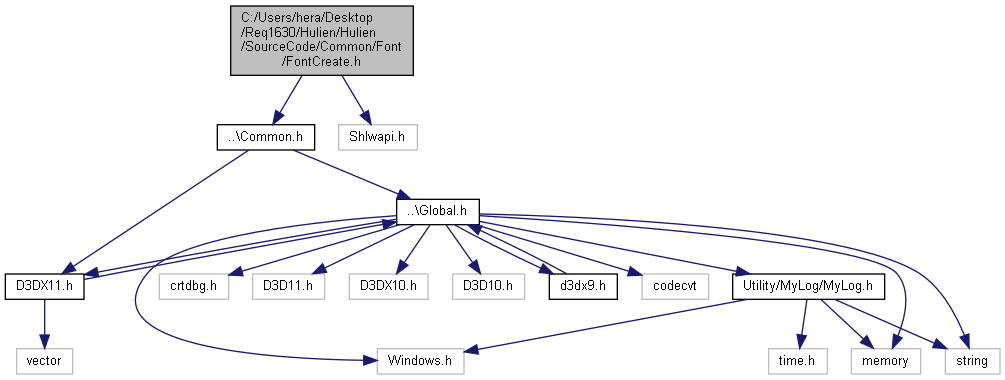 C:/Users/hera/Desktop
/Req1630/Hulien/Hulien
/SourceCode/Common/Font
/FontCreate.h
..\Common.h
Shlwapi.h
..\Global.h
D3DX11.h
crtdbg.h
D3D11.h
D3DX10.h
D3D10.h
d3dx9.h
codecvt
Utility/MyLog/MyLog.h
vector
Windows.h
time.h
memory
string